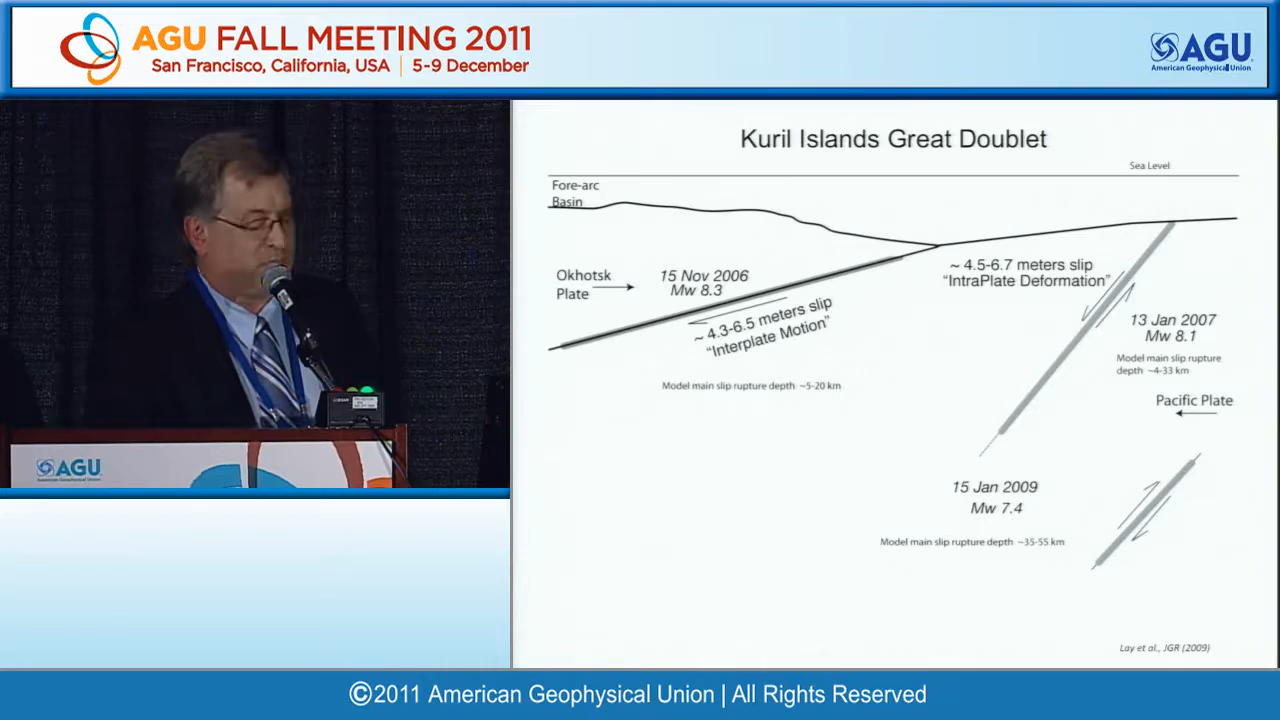 AGU FALL MEETING 2011
San Francisco, California, USA | 5-9 December
AGU
American Geophysical Union
AGU
American Geophysical Union
Kuril Islands Great Doublet
Sea Level
Fore-arc
Basin
Okhotsk
Plate
15 Nov 2006
Mw 8.3
~ 4.3-6.5 meters slip
"Interplate Motion"
Model main slip rupture depth ~5-20 km
~ 4.5-6.7 meters slip
"IntraPlate Deformation"
13 Jan 2007
Mw 8.1
Model main slip rupture
depth ~4-33 km
Pacific Plate
15 Jan 2009
Mw 7.4
Model main slip rupture depth ~35-55 km
Lay et al., JGR (2009)
©2011 American Geophysical Union | All Rights Reserved